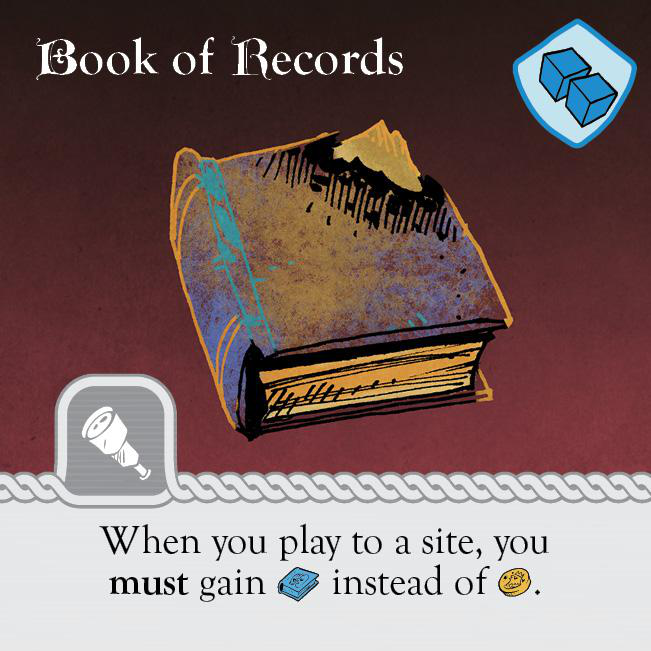 Book of Records
When you play to a site, you
must gain instead of .